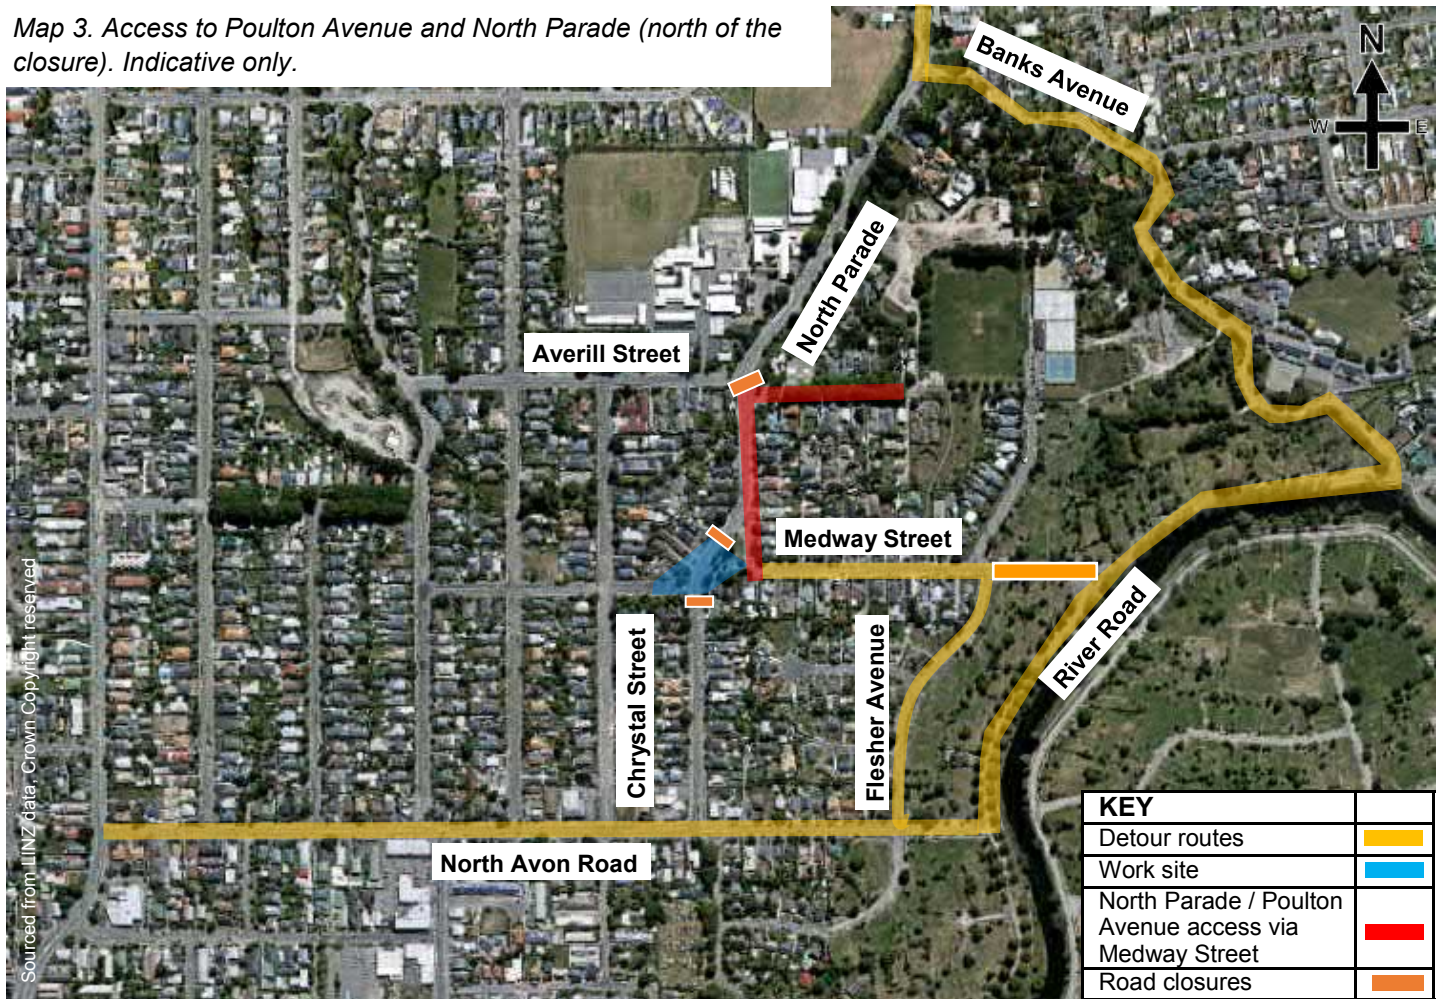 Map 3. Access to Poulton Avenue and North Parade (north of the
closure). Indicative only.
Banks Avenue
N
W
E
North Parade
Averill Street
Medway Street
Chrystal Street
Flesher Avenue
River Road
North Avon Road
Sourced from LINZ data, Crown Copyright reserved
KEY
Detour routes
Work site
North Parade / Poulton
Avenue access via
Medway Street
Road closures